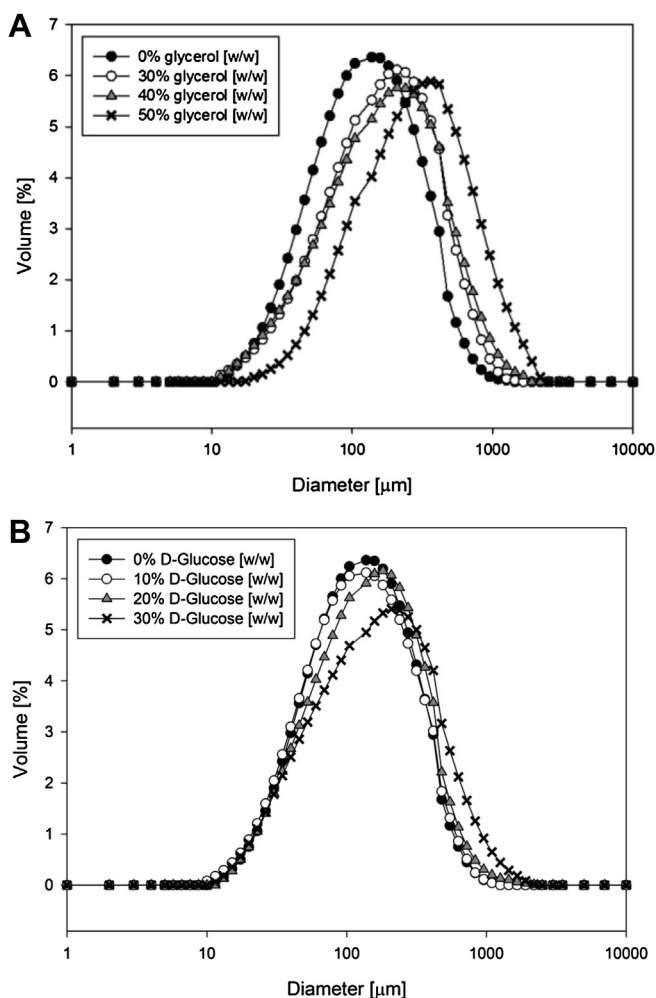 A
7
6
5
4
3
2
1
0
Volume [%]
0% glycerol [w/w]
30% glycerol [w/w]
40% glycerol [w/w]
50% glycerol [w/w]
1 10 100 1000 10000
Diameter [µm]
B
7
6
5
4
3
2
1
0
Volume [%]
0% D-Glucose [w/w]
10% D-Glucose [w/w]
20% D-Glucose [w/w]
30% D-Glucose [w/w]
1 10 100 1000 10000
Diameter [µm]